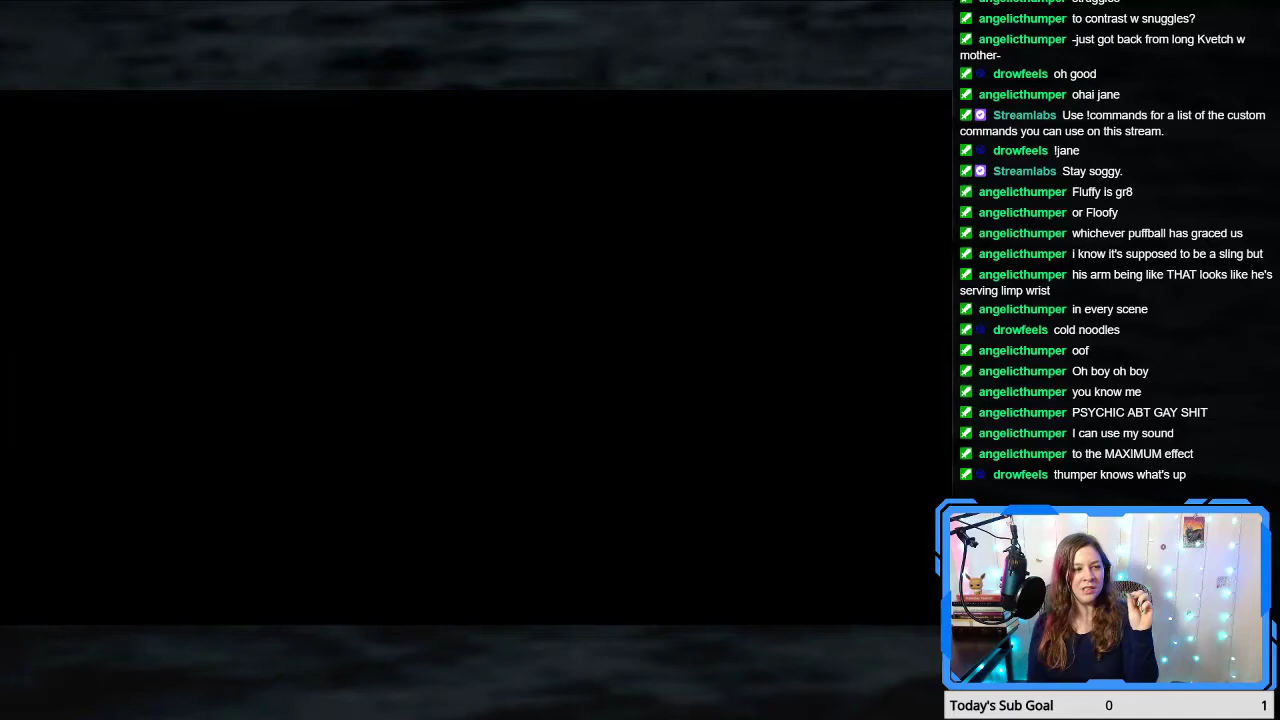 angelicthumper to contrast w snuggles?
angelicthumper -just got back from long Kvetch w
mother-
drowfeels oh good
angelicthumper ohai jane
Streamlabs Use !commands for a list of the custom
commands you can use on this stream.
drowfeels !jane
Streamlabs Stay soggy.
angelicthumper Fluffy is gr8
angelicthumper or Floofy
angelicthumper whichever puffball has graced us
angelicthumper i know it's supposed to be a sling but
angelicthumper his arm being like THAT looks like he's
serving limp wrist
angelicthumper in every scene
drowfeels cold noodles
angelicthumper oof
angelicthumper Oh boy oh boy
angelicthumper you know me
angelicthumper PSYCHIC ABT GAY SHIT
angelicthumper I can use my sound
angelicthumper to the MAXIMUM effect
drowfeels thumper knows what's up
Today's Sub Goal 0 1